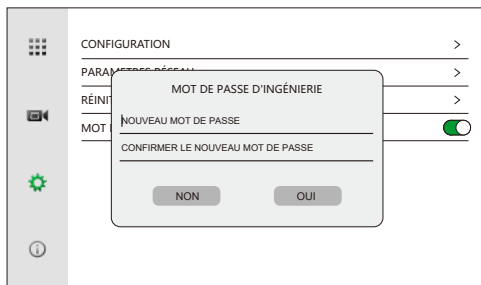 CONFIGURATION >
PARAMETRES RÉSEAU >
RÉINIT >
MOT
MOT DE PASSE D'INGÉNIERIE
NOUVEAU MOT DE PASSE
CONFIRMER LE NOUVEAU MOT DE PASSE
NON OUI